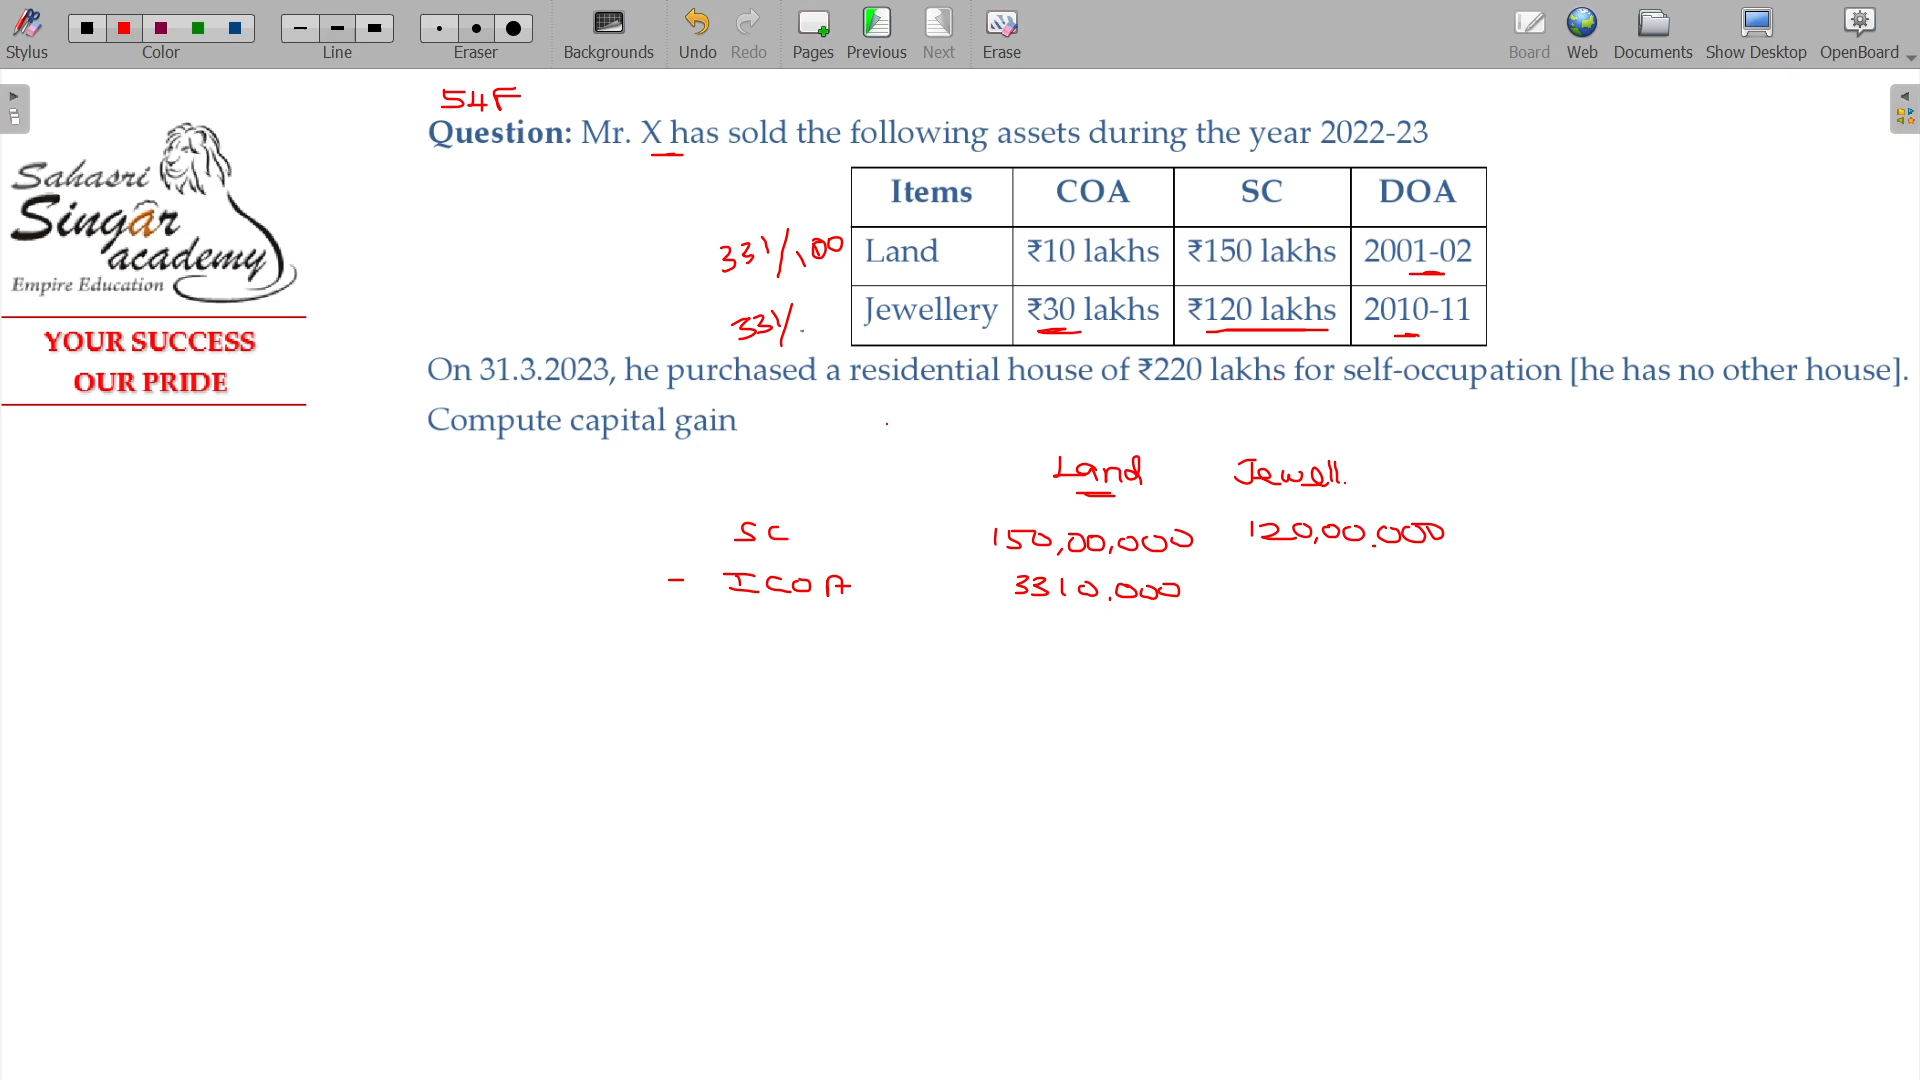 Stylus Color Line Eraser Backgrounds Undo Redo Pages Previous Next Erase Board Web Documents Show Desktop OpenBoard
54F
Question: Mr. X has sold the following assets during the year 2022-23
Sahasri
Singar
academy
Empire Education
YOUR SUCCESS
OUR PRIDE
Items COA SC DOA
331/100 Land ₹10 lakhs ₹150 lakhs 2001-02
331/ Jewellery ₹30 lakhs ₹120 lakhs 2010-11
On 31.3.2023, he purchased a residential house of ₹220 lakhs for self-occupation [he has no other house].
Compute capital gain
Land Jewell.
SC 150,00,000 120,00.000
- ICOA 3310.000